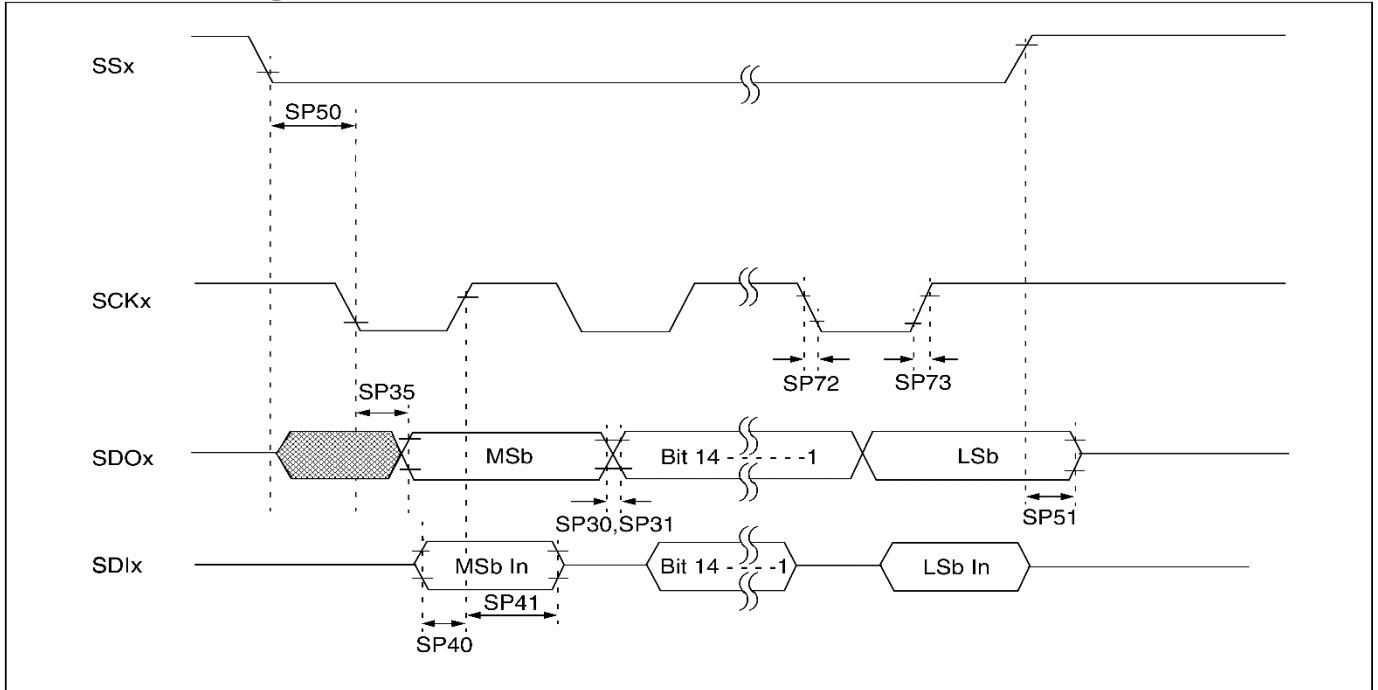 SSx
SP50
SCKx
SP72
SP73
SP35
SDOx
MSb
Bit 14 - - - - - -1
LSb
SP30,SP31
SP51
SDIx
MSb In
Bit 14 - - - -1
LSb In
SP41
SP40